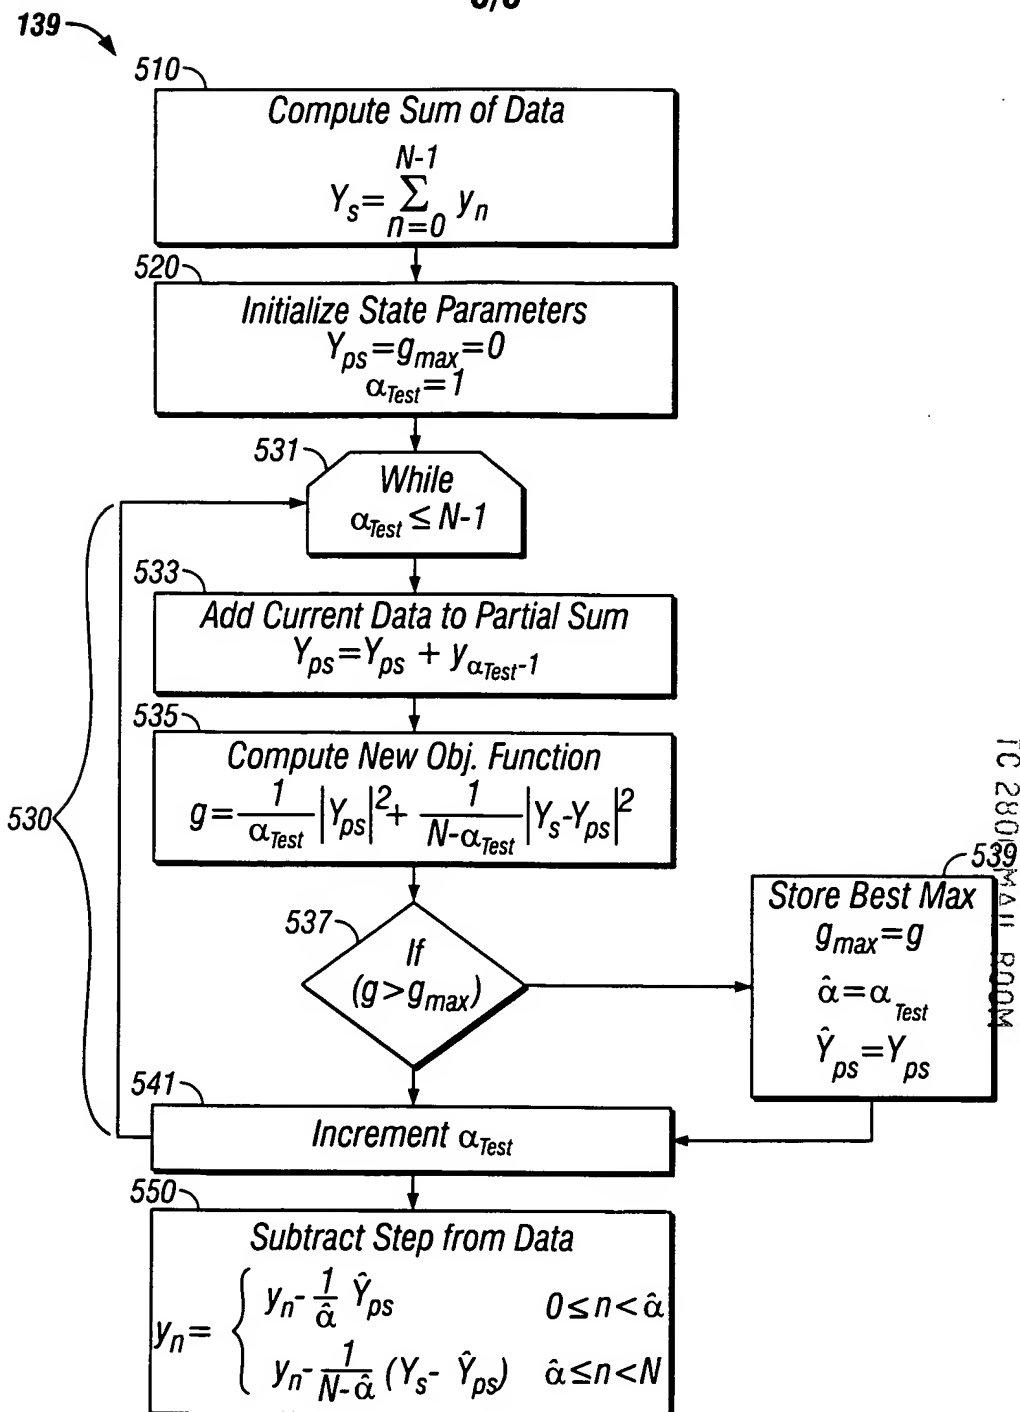 139
510
Compute Sum of Data
N-1
Y_s = Σ y_n
n=0
520
Initialize State Parameters
Y_ps = g_max = 0
α_Test = 1
531
While
α_Test ≤ N-1
533
Add Current Data to Partial Sum
Y_ps = Y_ps + y_α_Test-1
535
Compute New Obj. Function
g = 1/α_Test |Y_ps|² + 1/(N-α_Test) |Y_s-Y_ps|²
530
537
If
(g>g_max)
539
Store Best Max
g_max = g
α̂ = α_Test
Ŷ_ps = Y_ps
541
Increment α_Test
550
Subtract Step from Data
y_n = { y_n - 1/α̂ Ŷ_ps 0 ≤ n < α̂
y_n - 1/(N-α̂) (Y_s - Ŷ_ps) α̂ ≤ n < N
MAIL ROOM